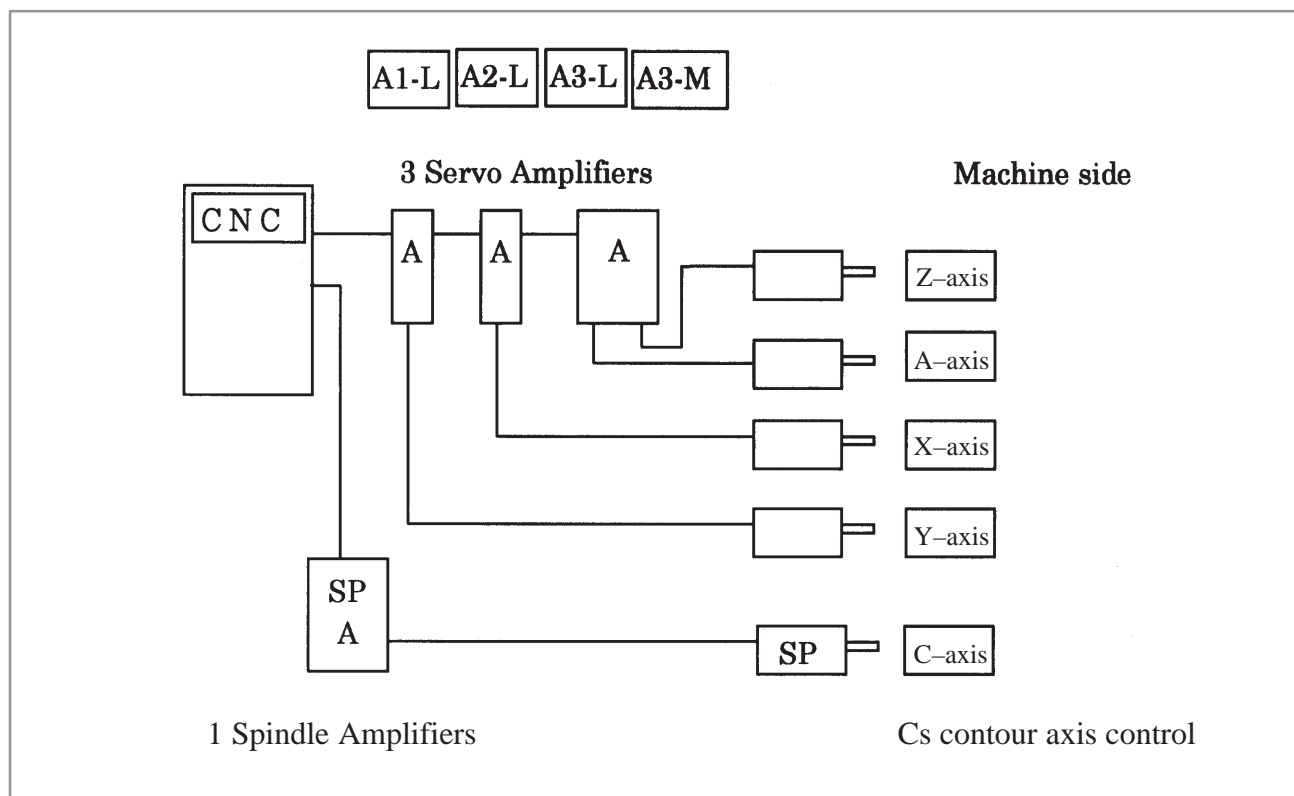 A1-L A2-L A3-L A3-M
3 Servo Amplifiers
Machine side
CNC
A A A
Z–axis
A–axis
X–axis
Y–axis
SP
A
SP
C–axis
1 Spindle Amplifiers
Cs contour axis control